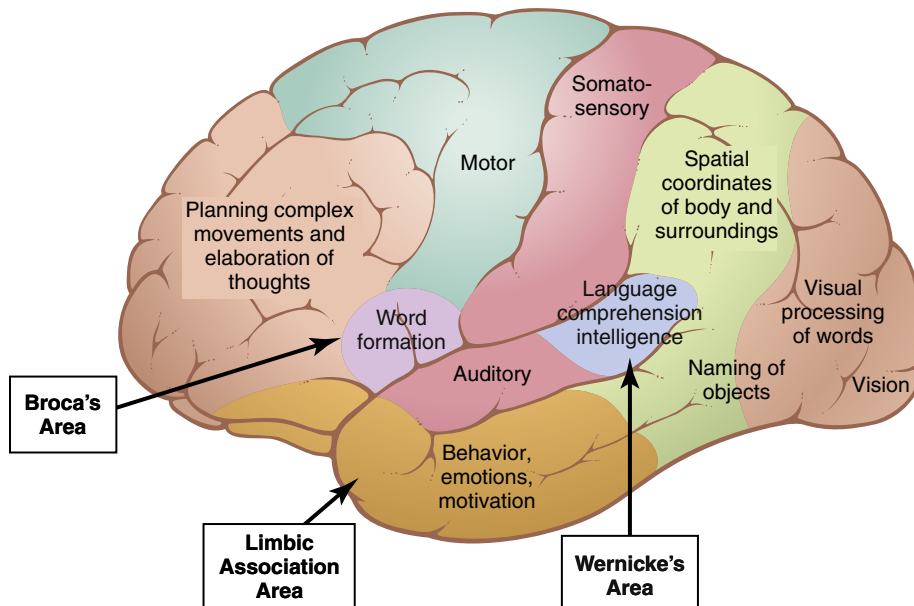 Somato-
sensory
Motor
Spatial
coordinates
of body and
surroundings
Planning complex
movements and
elaboration of
thoughts
Word
formation
Language
comprehension
intelligence
Visual
processing
of words
Auditory
Naming of
objects
Vision
Broca's
Area
Behavior,
emotions,
motivation
Limbic
Association
Area
Wernicke's
Area